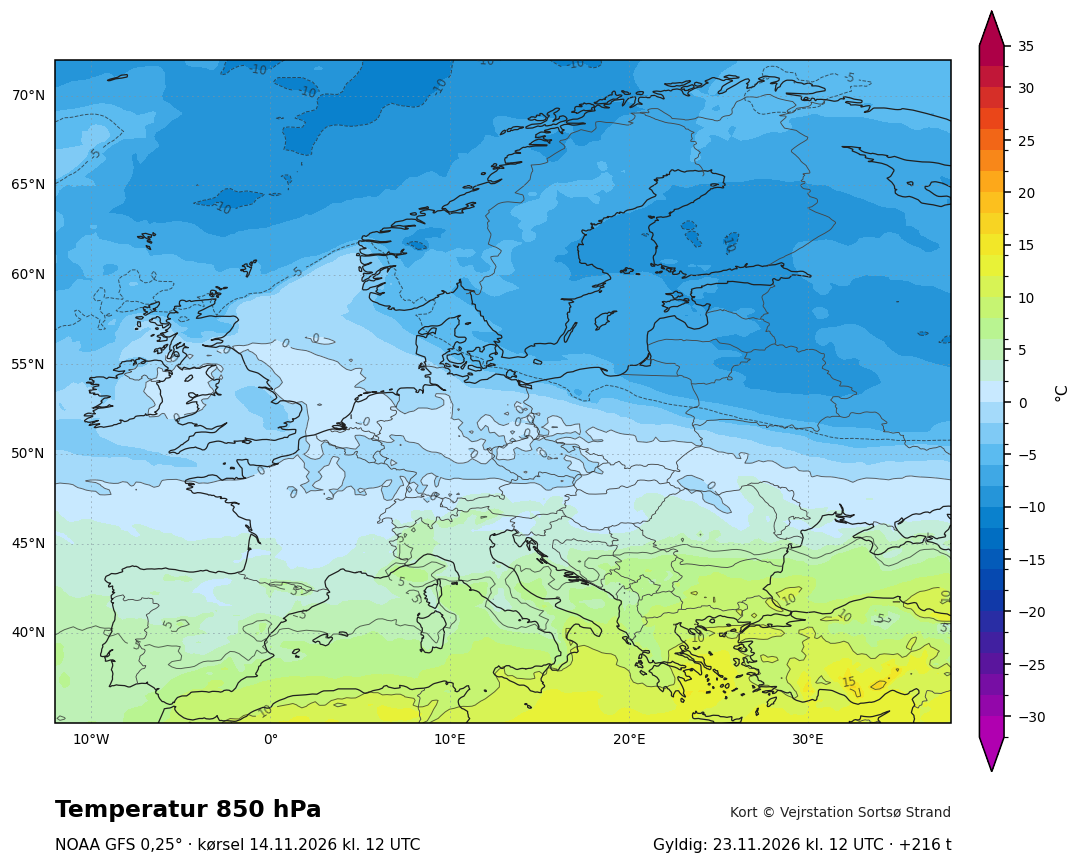 70°N
65°N
60°N
55°N
50°N
45°N
40°N
10°W
0°
10°E
20°E
30°E
35
30
25
20
15
10
5
0
−5
−10
−15
−20
−25
−30
°C
Temperatur 850 hPa
Kort © Vejrstation Sortsø Strand
NOAA GFS 0,25° · kørsel 14.11.2026 kl. 12 UTC
Gyldig: 23.11.2026 kl. 12 UTC · +216 t